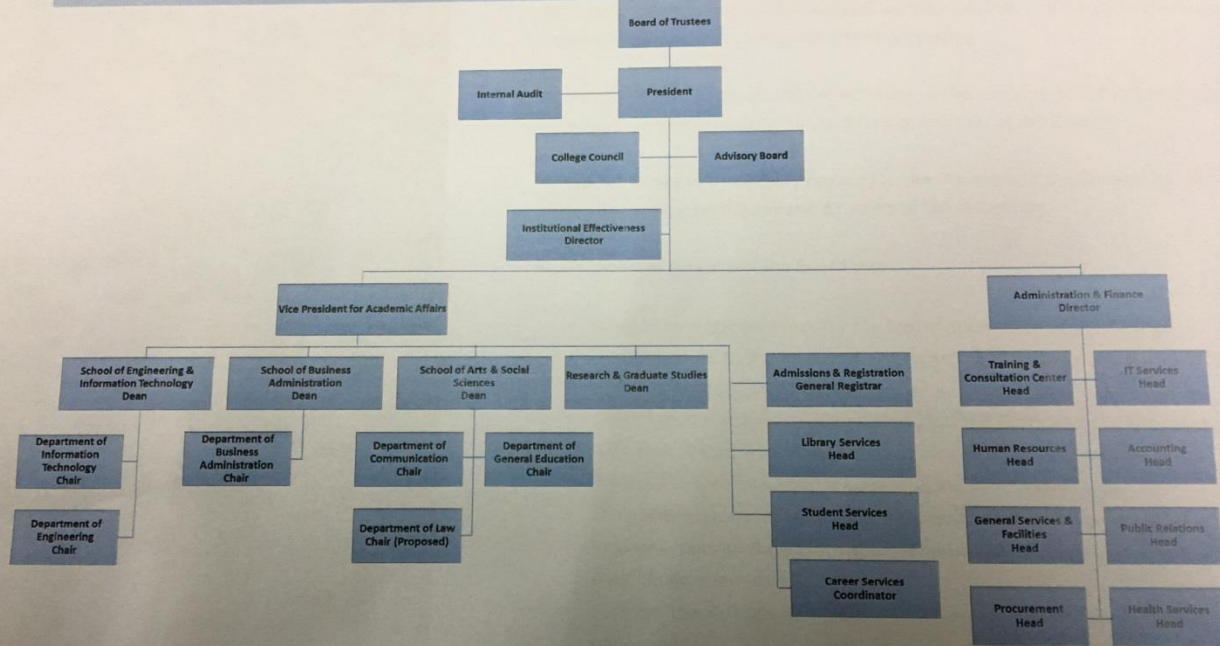 Board of Trustees
Internal Audit
President
College Council
Advisory Board
Institutional Effectiveness
Director
Vice President for Academic Affairs
Administration & Finance
Director
School of Engineering &
Information Technology
Dean
School of Business
Administration
Dean
School of Arts & Social
Sciences
Dean
Research & Graduate Studies
Dean
Admissions & Registration
General Registrar
Training &
Consultation Center
Head
IT Services
Head
Department of
Information
Technology
Chair
Department of
Business
Administration
Chair
Department of
Communication
Chair
Department of
General Education
Chair
Library Services
Head
Human Resources
Head
Accounting
Head
Department of
Engineering
Chair
Department of Law
Chair (Proposed)
Student Services
Head
General Services &
Facilities
Head
Public Relations
Head
Career Services
Coordinator
Procurement
Head
Health Services
Head